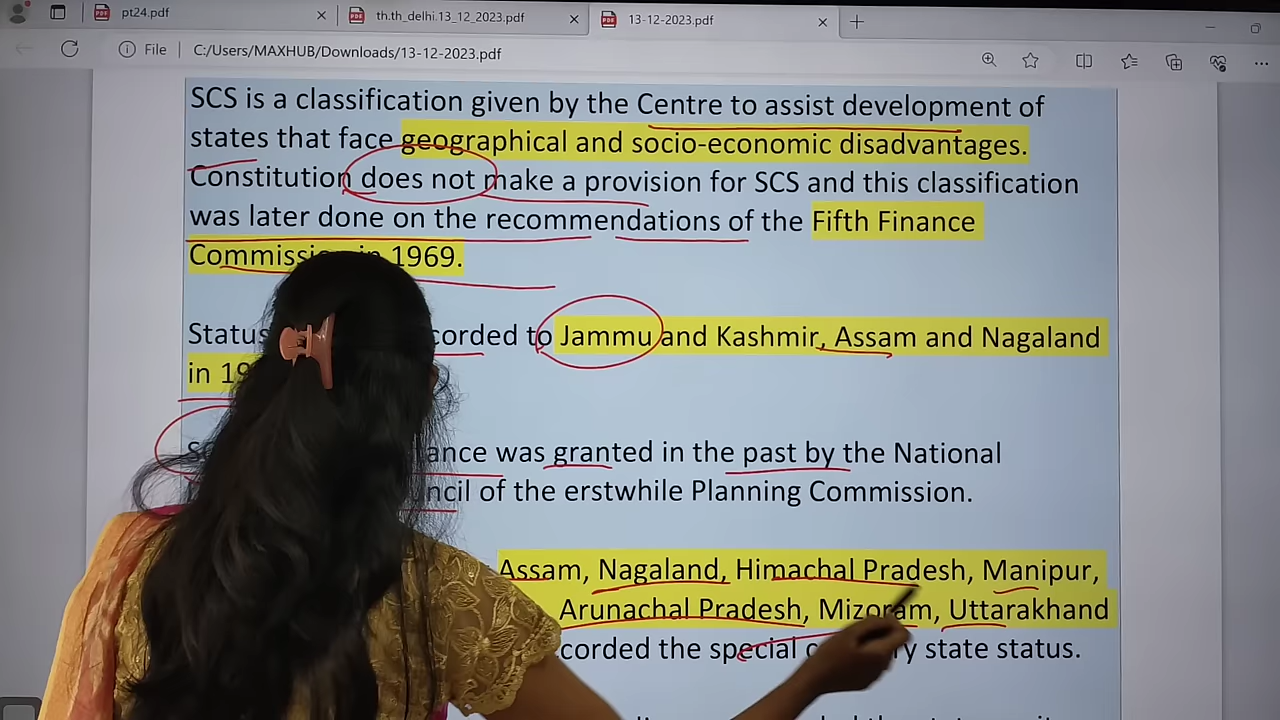 pt24.pdf
th.th_delhi.13_12_2023.pdf
13-12-2023.pdf
File
C:/Users/MAXHUB/Downloads/13-12-2023.pdf
SCS is a classification given by the Centre to assist development of
states that face geographical and socio-economic disadvantages.
Constitution does not make a provision for SCS and this classification
was later done on the recommendations of the Fifth Finance
Commission in 1969.
Status corded to Jammu and Kashmir, Assam and Nagaland
in 19
ance was granted in the past by the National
ncil of the erstwhile Planning Commission.
Assam, Nagaland, Himachal Pradesh, Manipur,
Arunachal Pradesh, Mizoram, Uttarakhand
corded the special category state status.